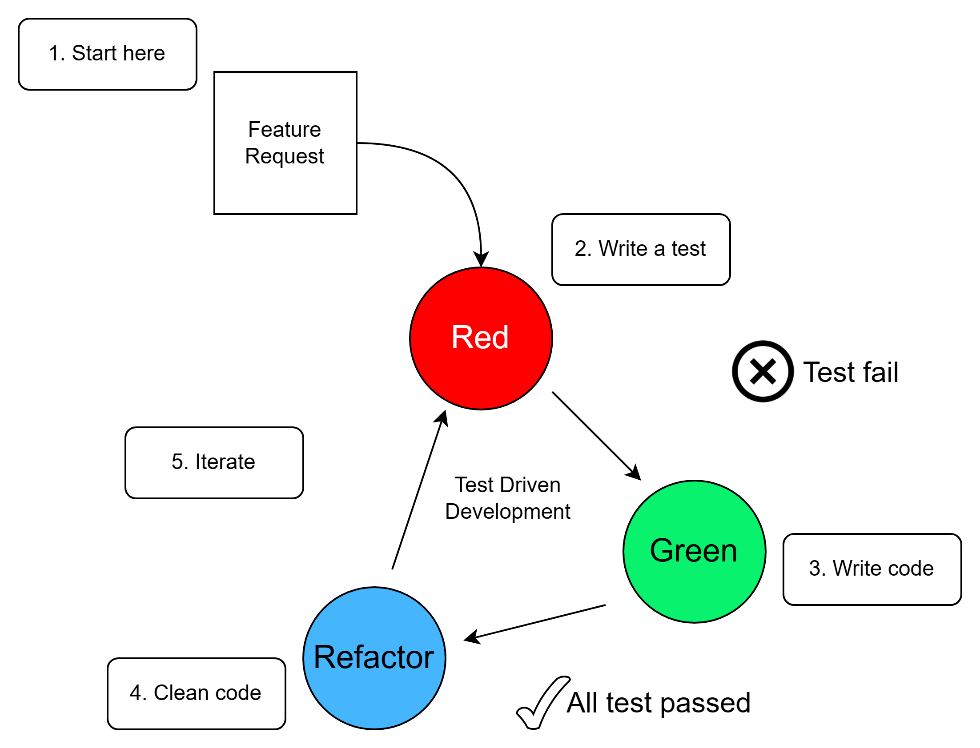 1. Start here
Feature
Request
2. Write a test
Red
Test fail
5. Iterate
Test Driven
Development
Green
3. Write code
Refactor
4. Clean code
All test passed